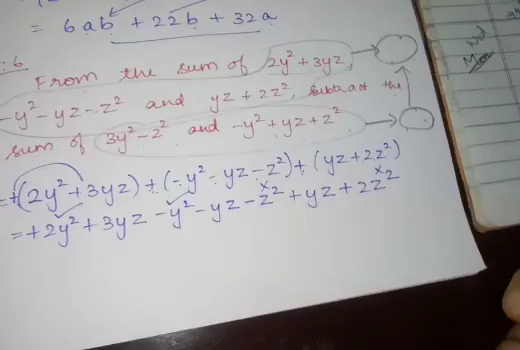 = 6ab + 22b + 32a
:6
From the sum of 2y² + 3yz
-y² - yz - z² and yz + 2z², subtract the
sum of 3y² - z² and -y² + yz + z²
=+(2y² + 3yz) + (-y² - yz - z²) + (yz + 2z²)
= +2y² + 3yz - y² - yz - z² + yz + 2z²